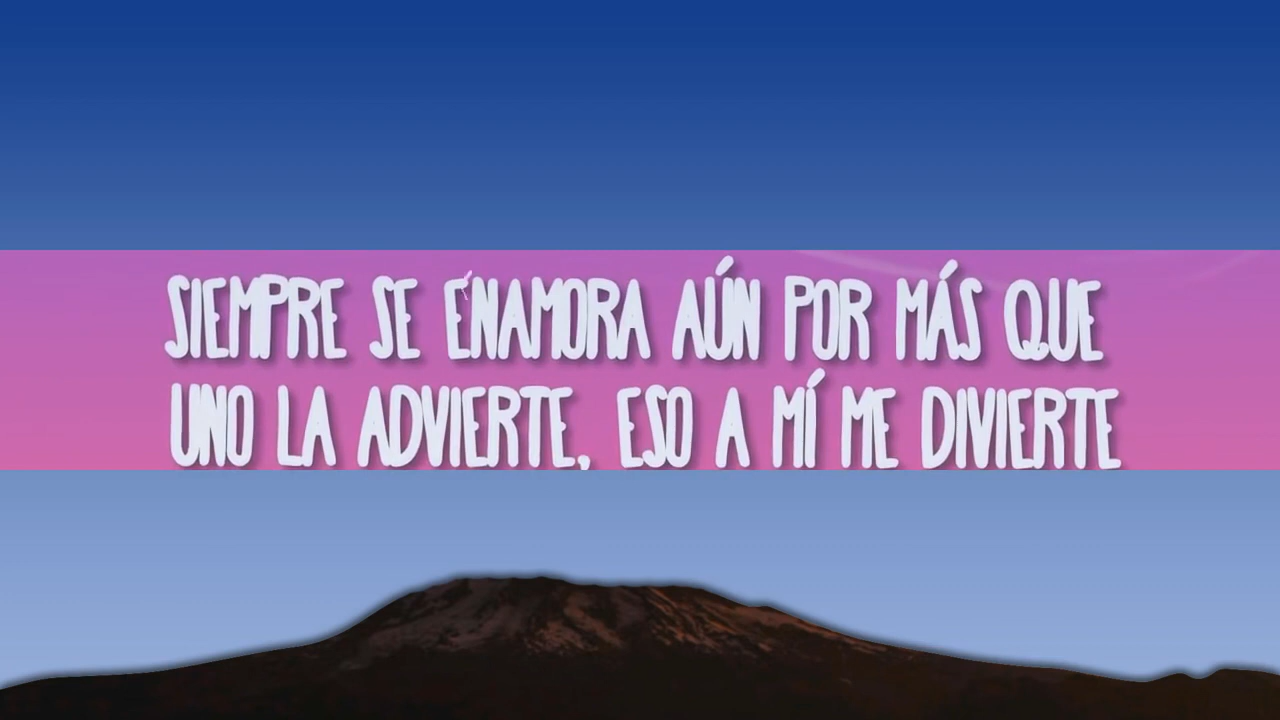 SIEMPRE SE ENAMORA AÚN POR MÁS QUE
UNO LA ADVIERTE, ESO A MÍ ME DIVIERTE